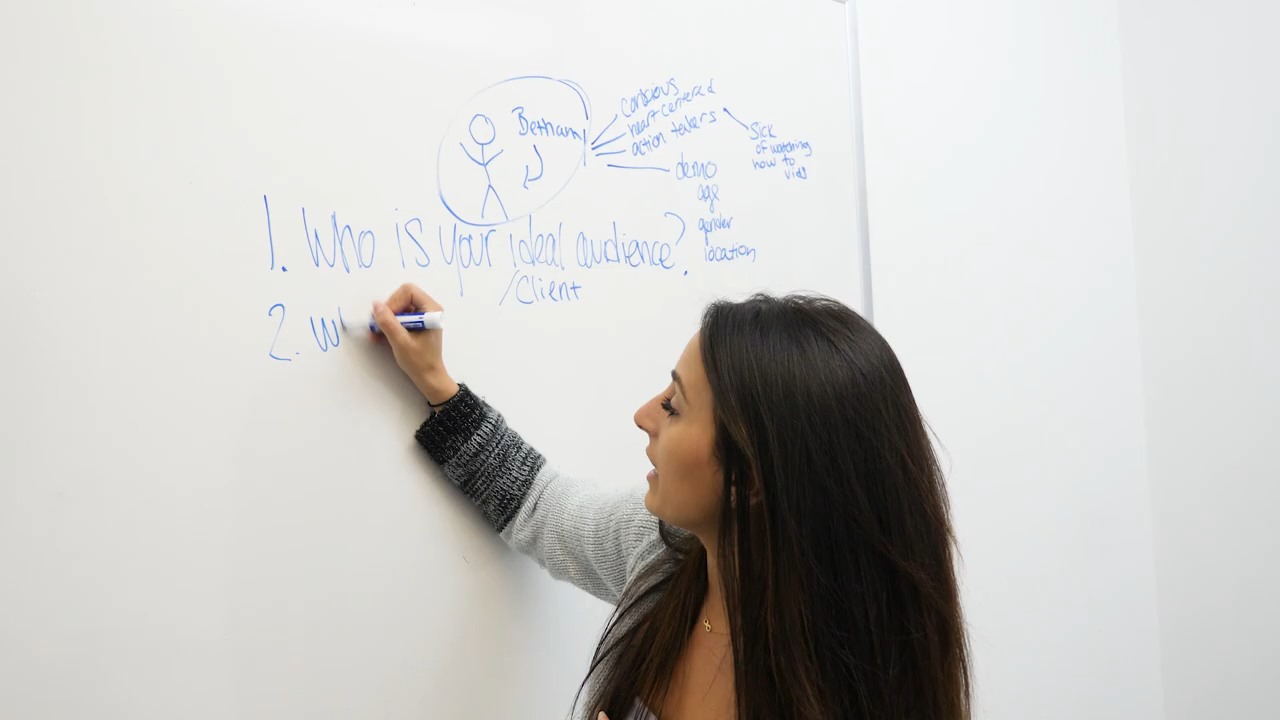 Bethany
conscious
heart centered
action takers
Sick
of watching
how to
vids
demo
age
gender
location
1. Who is your ideal audience?
/Client
2. Wh